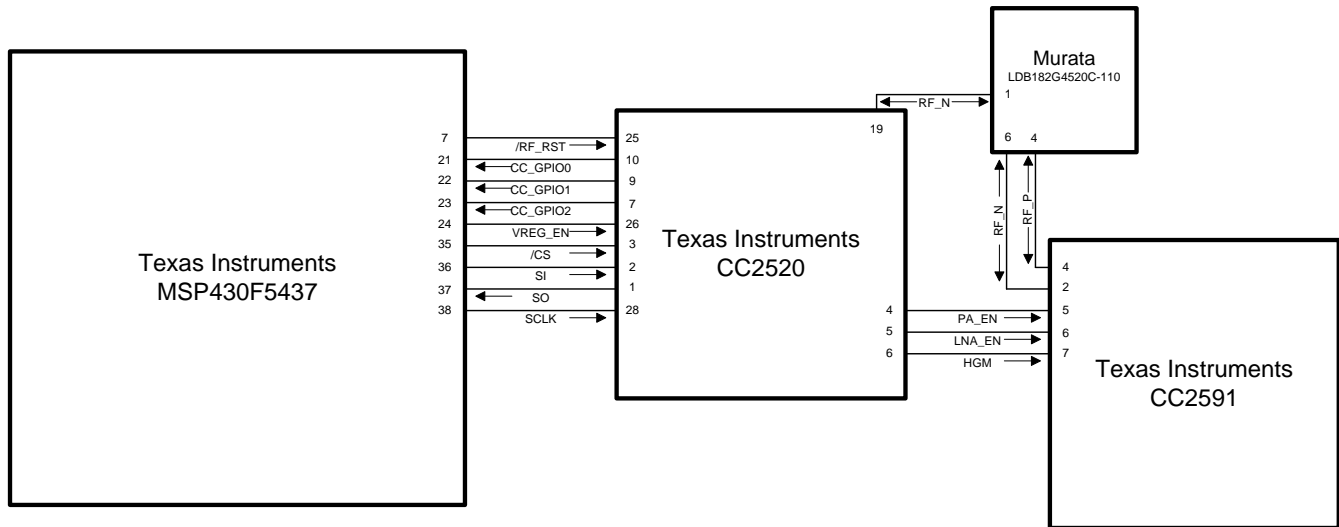 Murata
LDB182G4520C-110
1
RF_N
19
6 4
7 25
/RF_RST
21 10
CC_GPIO0
22 9
CC_GPIO1
23 7
CC_GPIO2
24 26
VREG_EN
35 3
/CS
36 2
SI
37 1
SO
38 28
SCLK
Texas Instruments
MSP430F5437
Texas Instruments
CC2520
RF_N
RF_P
4
2
4 5
PA_EN
5 6
LNA_EN
6 7
HGM
Texas Instruments
CC2591